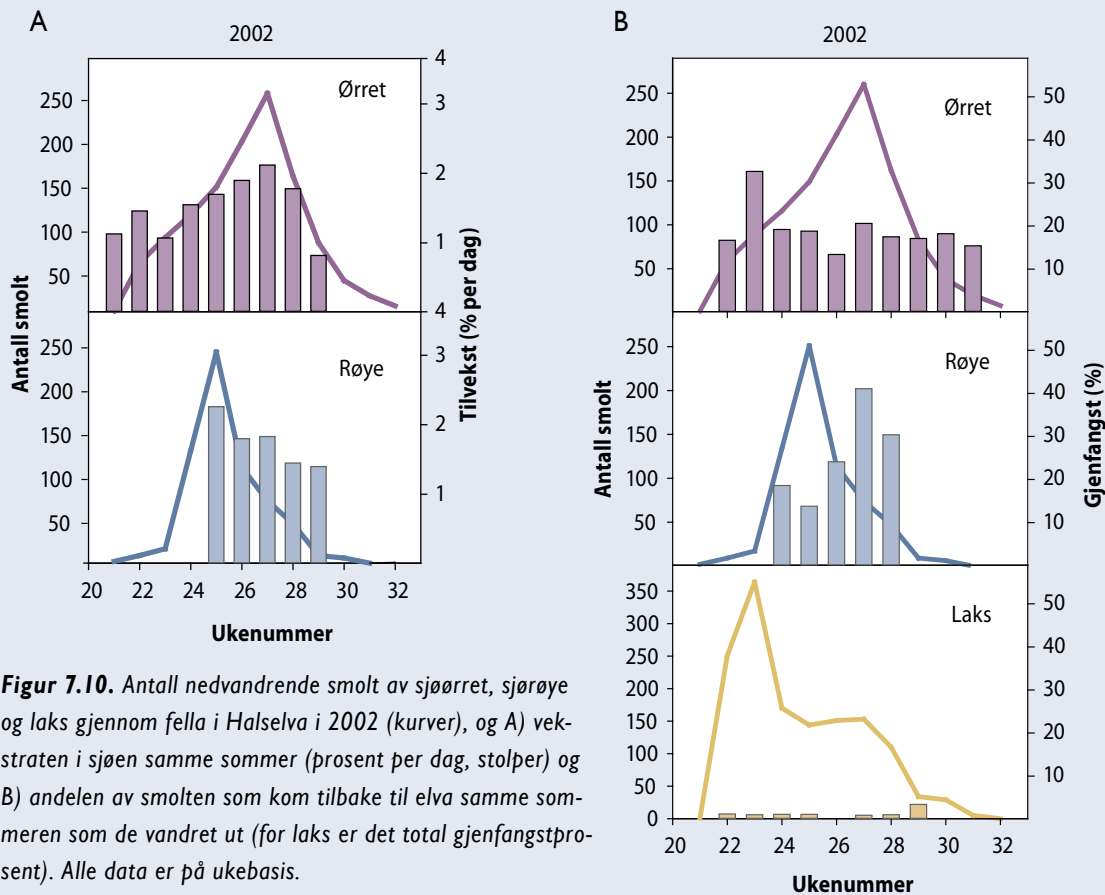 A
2002
Ørret
250
200
150
100
50
4
3
2
1
4
Røye
250
200
150
100
50
3
2
1
Antall smolt
Tilvekst (% per dag)
20 22 24 26 28 30 32
Ukenummer
Figur 7.10. Antall nedvandrende smolt av sjøørret, sjørøye
og laks gjennom fella i Halselva i 2002 (kurver), og A) vek-
straten i sjøen samme sommer (prosent per dag, stolper) og
B) andelen av smolten som kom tilbake til elva samme som-
meren som de vandret ut (for laks er det total gjenfangstpro-
sent). Alle data er på ukebasis.
B
2002
Ørret
250
200
150
100
50
50
40
30
20
10
Røye
250
200
150
100
50
50
40
30
20
10
Antall smolt
Gjenfangst (%)
Laks
350
300
250
200
150
100
50
0
50
40
30
20
10
20 22 24 26 28 30 32
Ukenummer